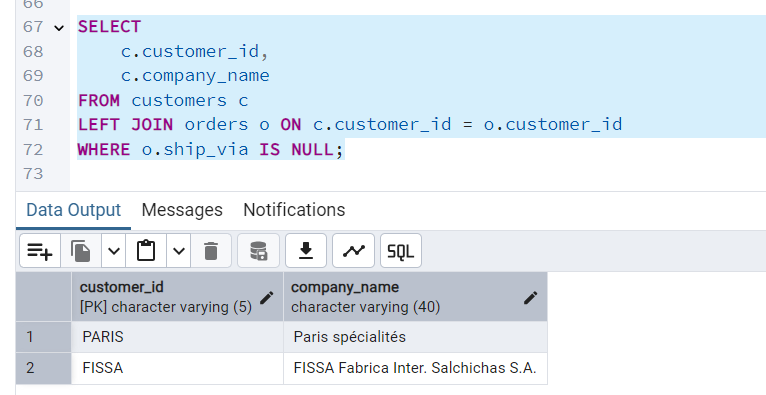 66
67 SELECT
68 c.customer_id,
69 c.company_name
70 FROM customers c
71 LEFT JOIN orders o ON c.customer_id = o.customer_id
72 WHERE o.ship_via IS NULL;
73
Data Output Messages Notifications
SQL
customer_id company_name
[PK] character varying (5) character varying (40)
1 PARIS Paris spécialités
2 FISSA FISSA Fabrica Inter. Salchichas S.A.